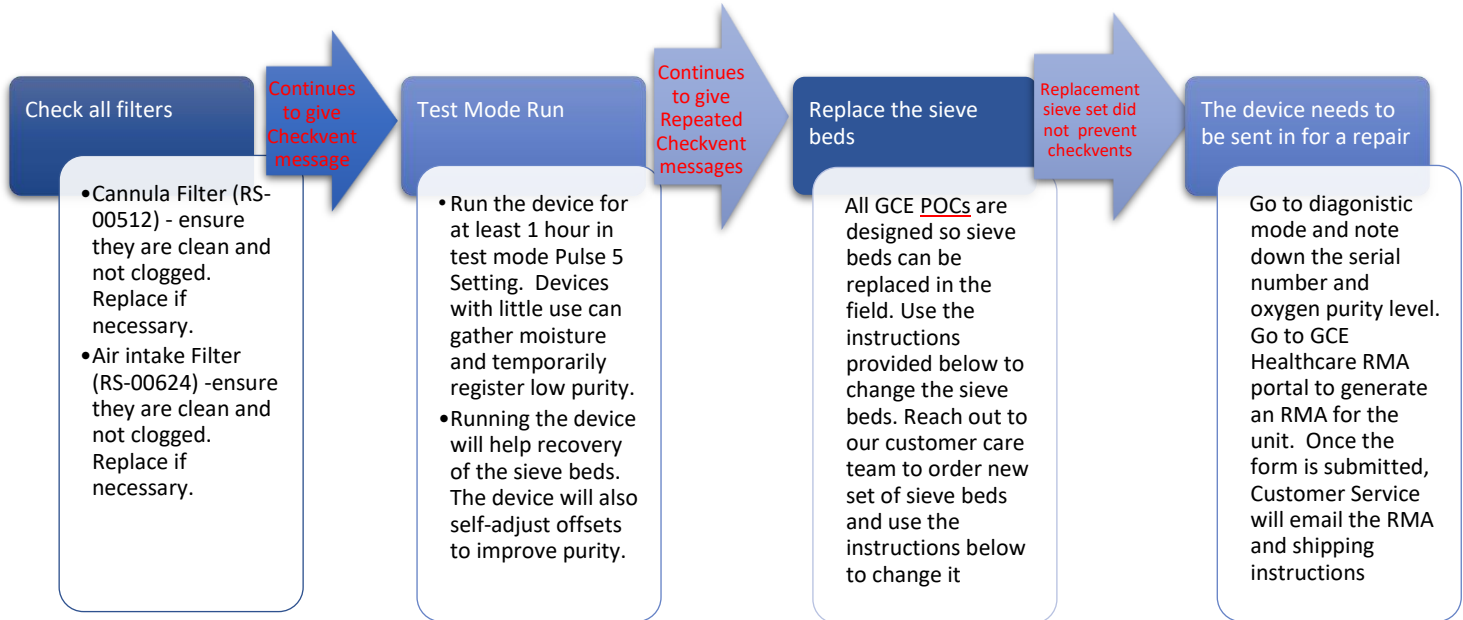 Check all filters
•Cannula Filter (RS-
00512) - ensure
they are clean and
not clogged.
Replace if
necessary.
•Air intake Filter
(RS-00624) -ensure
they are clean and
not clogged.
Replace if
necessary.
Continues
to give
Checkvent
message
Test Mode Run
• Run the device for
at least 1 hour in
test mode Pulse 5
Setting. Devices
with little use can
gather moisture
and temporarily
register low purity.
•Running the device
will help recovery
of the sieve beds.
The device will also
self-adjust offsets
to improve purity.
Continues
to give
Repeated
Checkvent
messages
Replace the sieve
beds
All GCE POCs are
designed so sieve
beds can be
replaced in the
field. Use the
instructions
provided below to
change the sieve
beds. Reach out to
our customer care
team to order new
set of sieve beds
and use the
instructions below
to change it
Replacement
sieve set did
not prevent
checkvents
The device needs to
be sent in for a repair
Go to diagonistic
mode and note
down the serial
number and
oxygen purity level.
Go to GCE
Healthcare RMA
portal to generate
an RMA for the
unit. Once the
form is submitted,
Customer Service
will email the RMA
and shipping
instructions